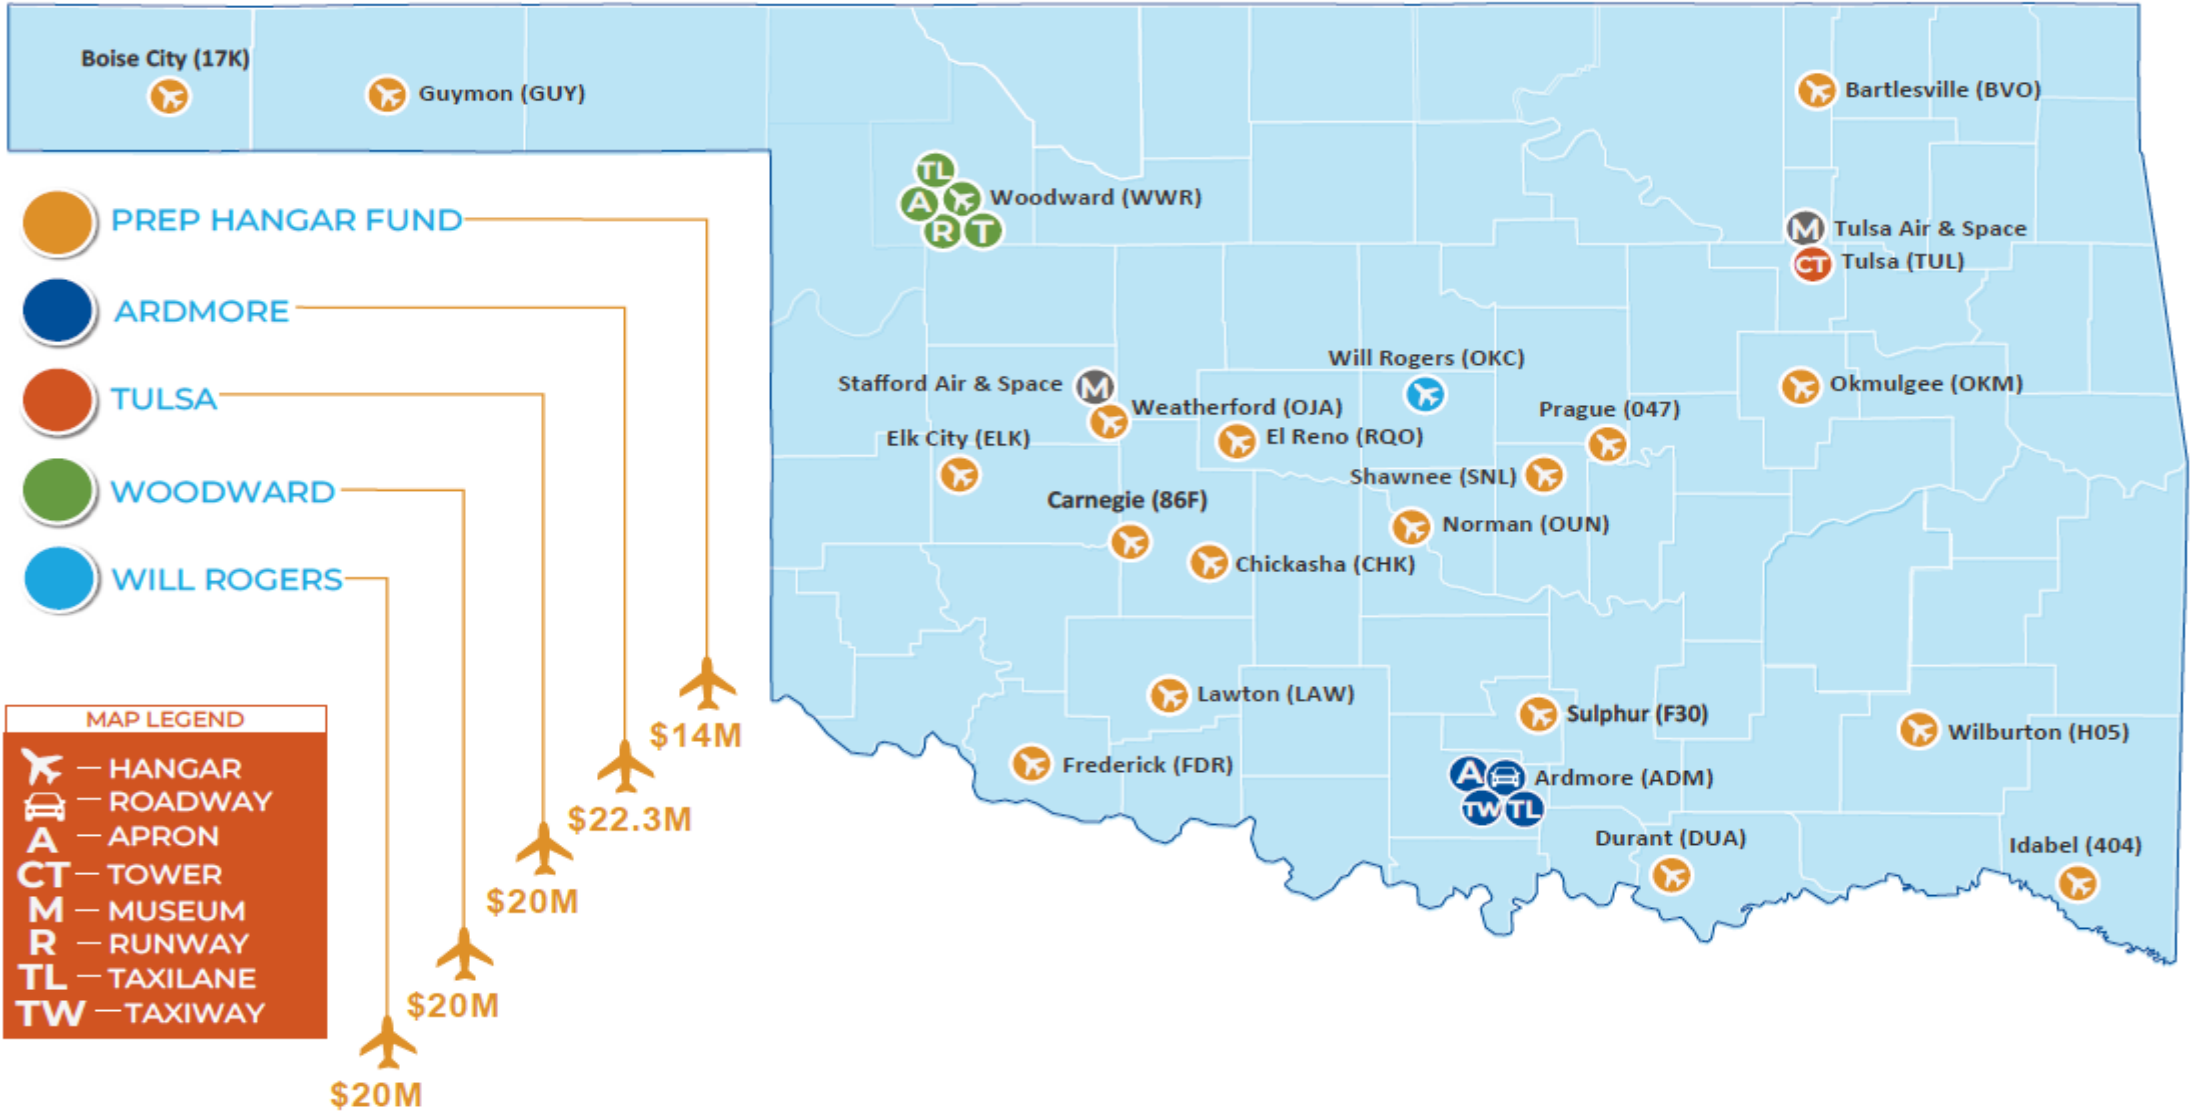 Boise City (17K)
Guymon (GUY)
Bartlesville (BVO)
TL
A
Woodward (WWR)
R
T
M
Tulsa Air & Space
CT
Tulsa (TUL)
PREP HANGAR FUND
ARDMORE
TULSA
WOODWARD
WILL ROGERS
Will Rogers (OKC)
Stafford Air & Space
M
Okmulgee (OKM)
Weatherford (OJA)
Prague (047)
Elk City (ELK)
El Reno (RQO)
Shawnee (SNL)
Carnegie (86F)
Norman (OUN)
Chickasha (CHK)
Lawton (LAW)
Sulphur (F30)
Wilburton (H05)
Frederick (FDR)
A
Ardmore (ADM)
TW
TL
Durant (DUA)
Idabel (404)
$14M
$22.3M
$20M
$20M
$20M
MAP LEGEND
— HANGAR
— ROADWAY
A — APRON
CT — TOWER
M — MUSEUM
R — RUNWAY
TL — TAXILANE
TW — TAXIWAY